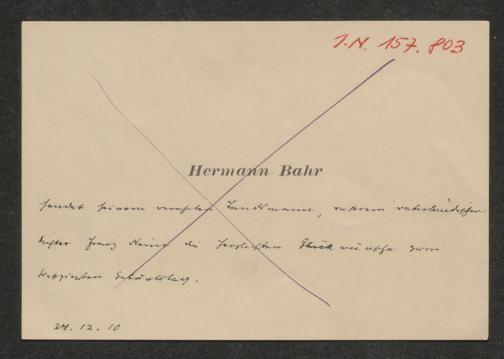 J.N. 157.803
Hermann Bahr
sendet seinem verehrten Landsmann, unserem vaterländischen
Dichter Franz Keim die herzlichsten Glückwünsche zum
siebzigsten Geburtstag.
24. 12. 10